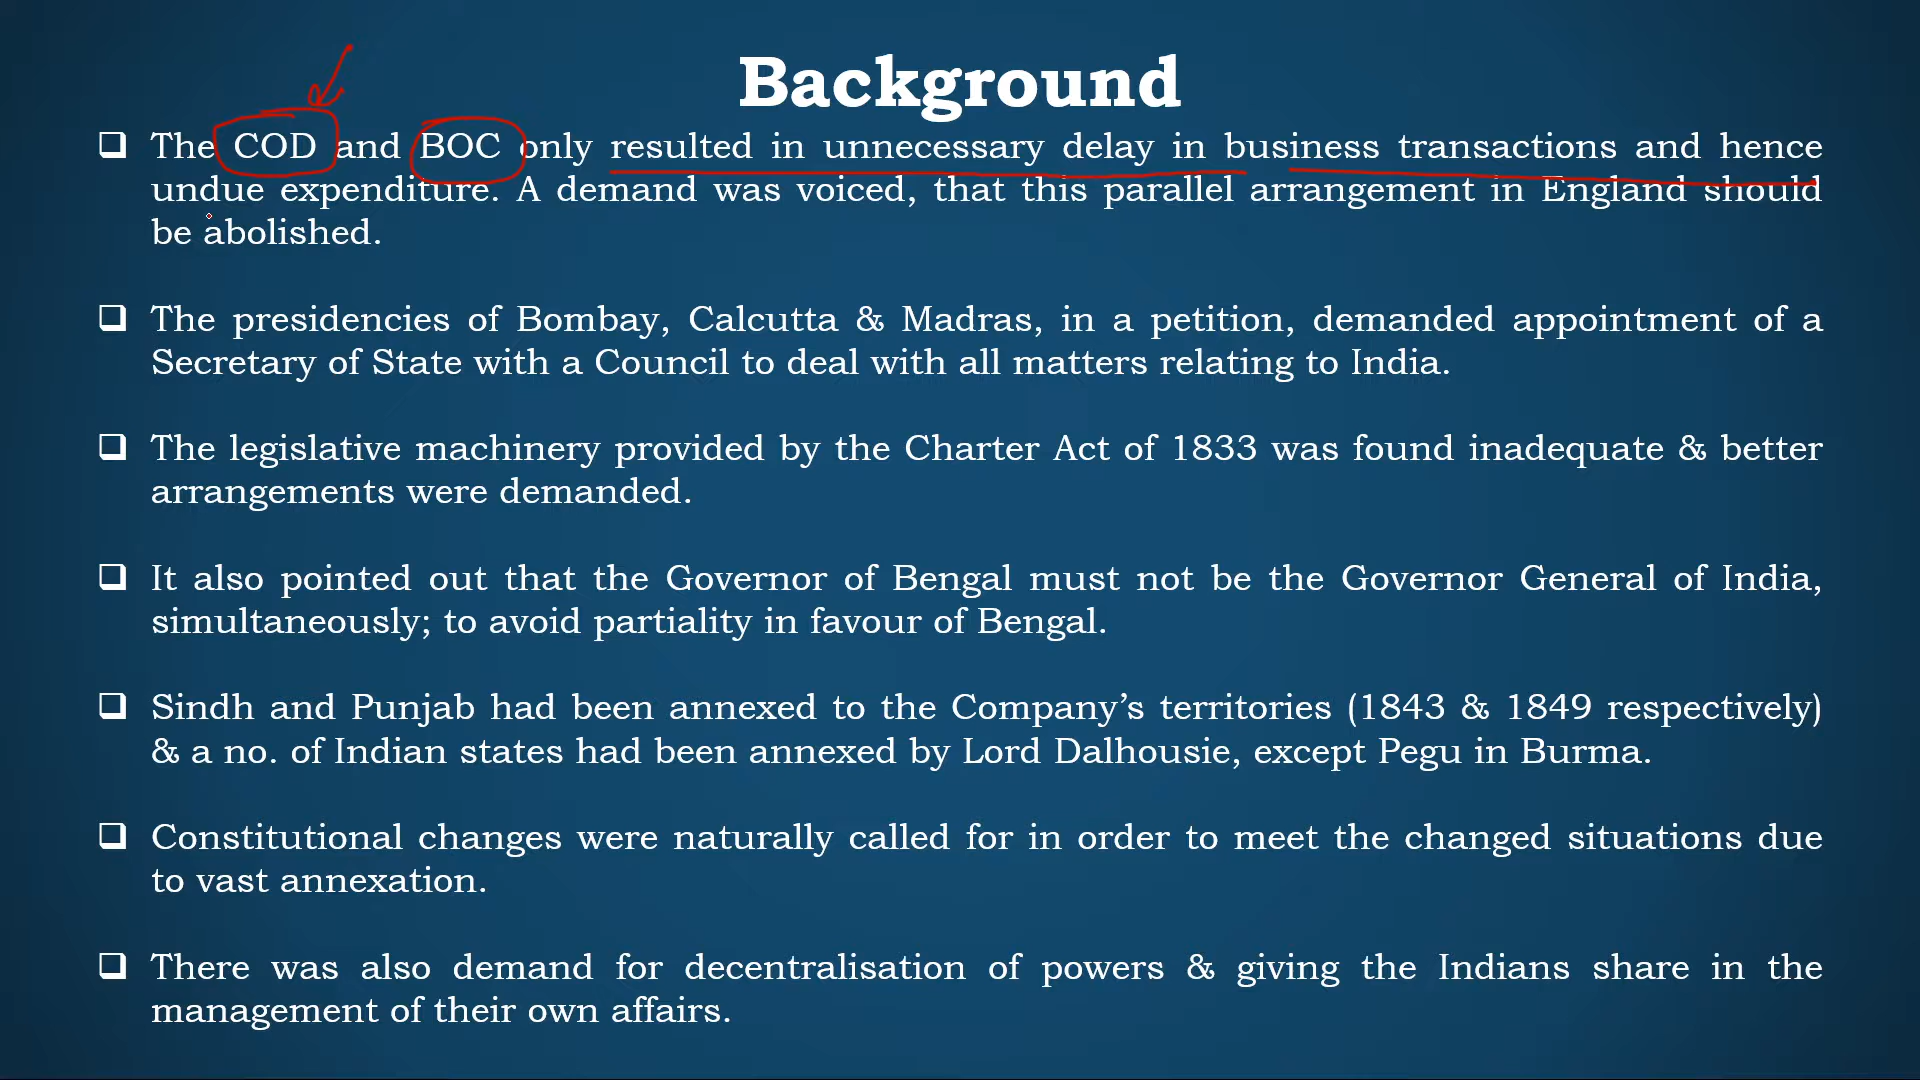 Background
The COD and BOC only resulted in unnecessary delay in business transactions and hence
undue expenditure. A demand was voiced, that this parallel arrangement in England should
be abolished.
The presidencies of Bombay, Calcutta & Madras, in a petition, demanded appointment of a
Secretary of State with a Council to deal with all matters relating to India.
The legislative machinery provided by the Charter Act of 1833 was found inadequate & better
arrangements were demanded.
It also pointed out that the Governor of Bengal must not be the Governor General of India,
simultaneously; to avoid partiality in favour of Bengal.
Sindh and Punjab had been annexed to the Company’s territories (1843 & 1849 respectively)
& a no. of Indian states had been annexed by Lord Dalhousie, except Pegu in Burma.
Constitutional changes were naturally called for in order to meet the changed situations due
to vast annexation.
There was also demand for decentralisation of powers & giving the Indians share in the
management of their own affairs.